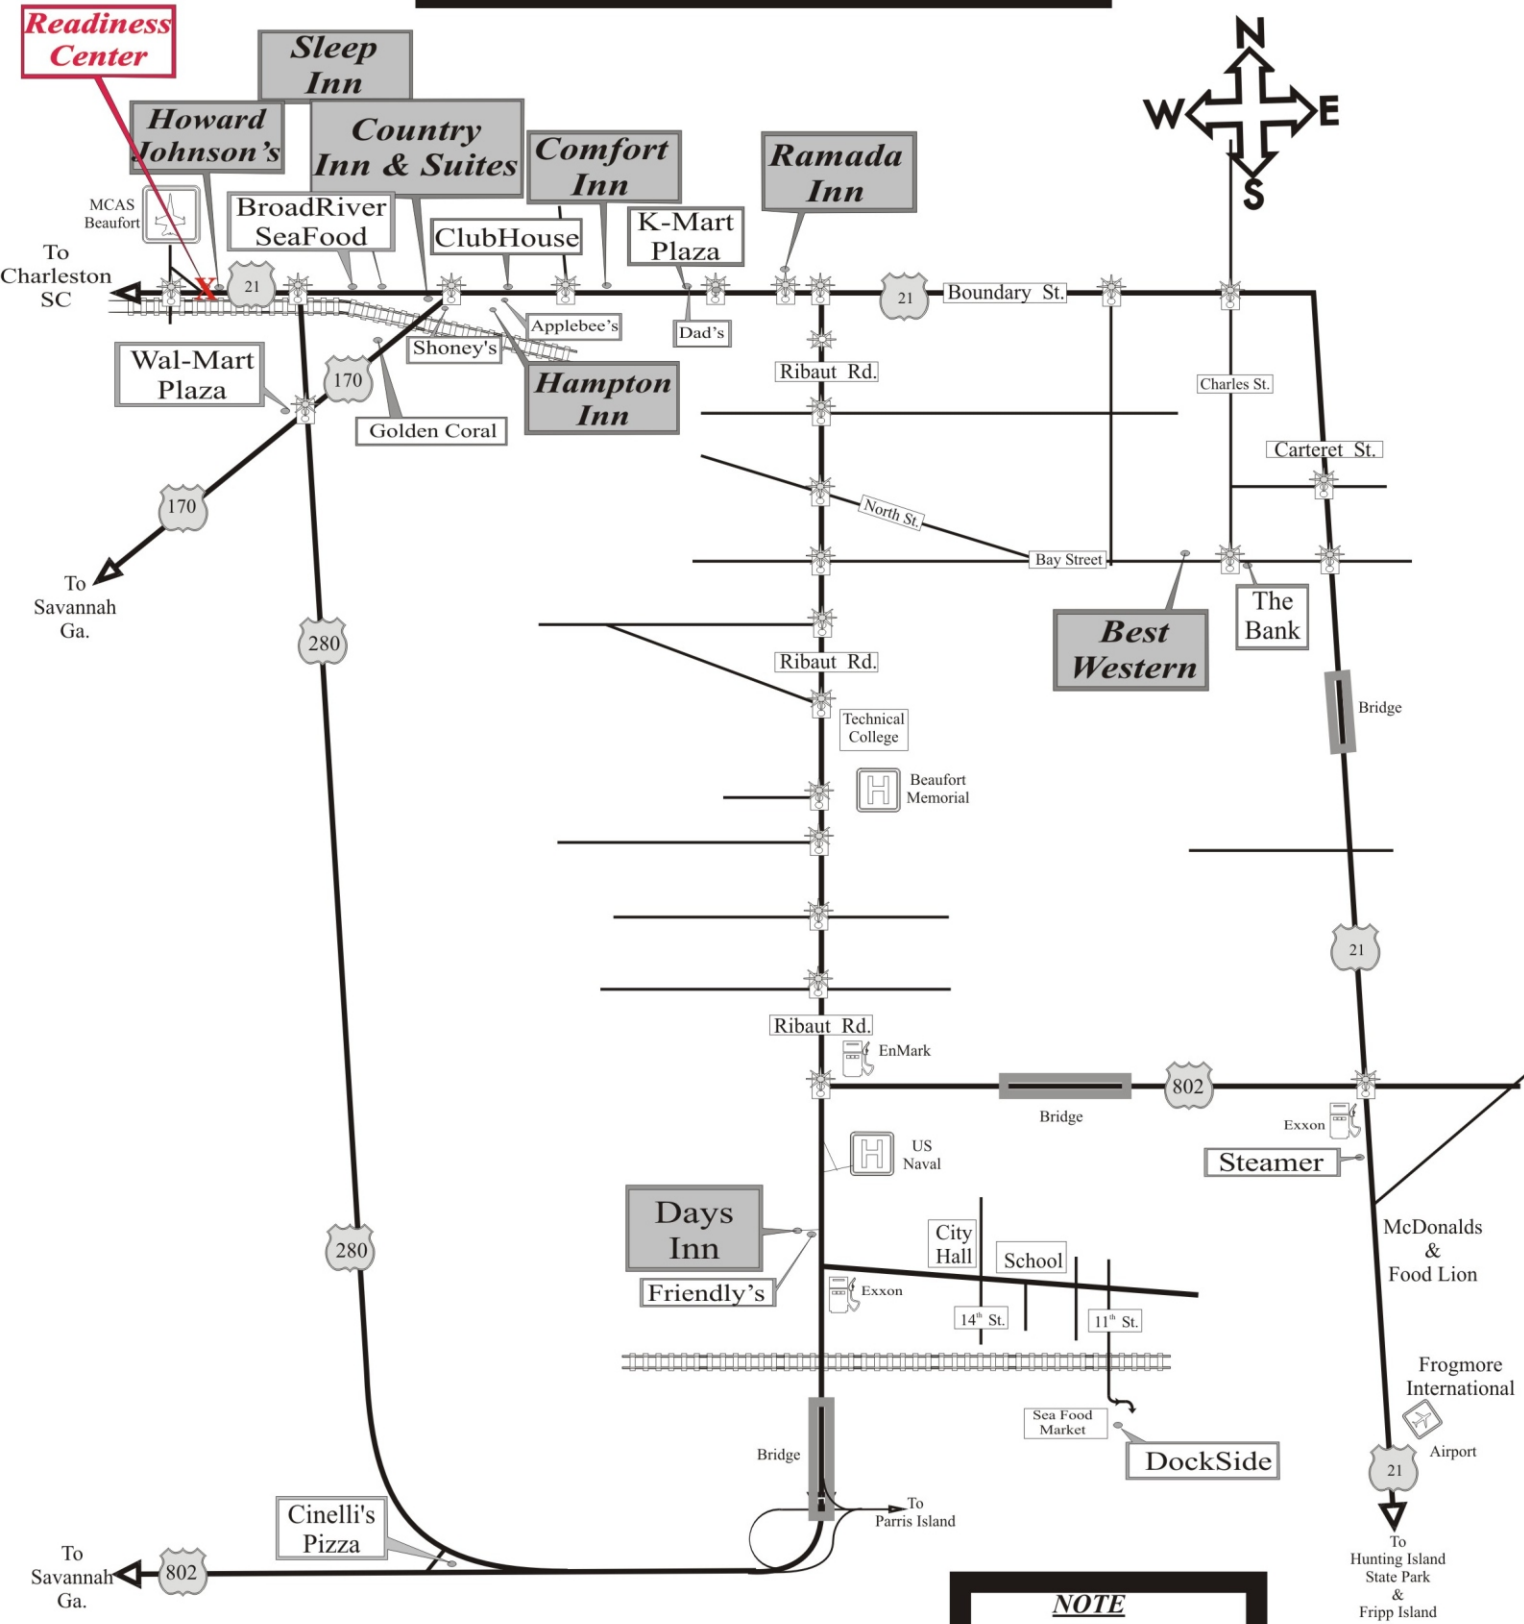 Readiness
Center
Sleep
Inn
N
W
E
S
Howard
Johnson's
Country
Inn & Suites
Comfort
Inn
Ramada
Inn
MCAS
Beaufort
BroadRiver
SeaFood
ClubHouse
K-Mart
Plaza
To
Charleston
SC
X
21
21
Boundary St.
Applebee's
Dad's
Shoney's
Wal-Mart
Plaza
170
Hampton
Inn
Golden Coral
Ribaut Rd.
Charles St.
Carteret St.
170
North St.
Bay Street
To
Savannah
Ga.
280
The
Bank
Best
Western
Ribaut Rd.
Technical
College
Bridge
H
Beaufort
Memorial
21
Ribaut Rd.
EnMark
802
Bridge
Exxon
Steamer
H
US
Naval
Days
Inn
City
Hall
School
McDonalds
&
Food Lion
280
Friendly's
Exxon
14th St.
11th St.
Frogmore
International
Airport
Sea Food
Market
DockSide
Bridge
21
Cinelli's
Pizza
To
Parris Island
To
Savannah
Ga.
802
To
Hunting Island
State Park
&
Fripp Island
NOTE